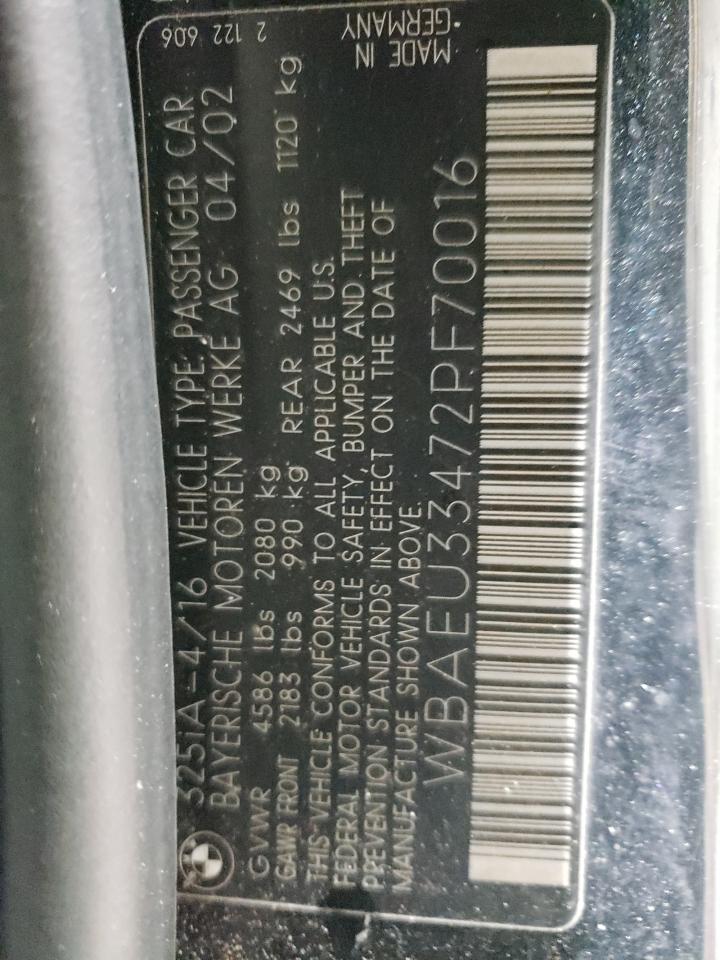 325iA-4/16 VEHICLE TYPE: PASSENGER CAR
BAYERISCHE MOTOREN WERKE AG 04/02
GVWR 4586 lbs 2080 kg
GAWR FRONT 2183 lbs 990 kg REAR 2469 lbs 1120 kg
THIS VEHICLE CONFORMS TO ALL APPLICABLE U.S.
FEDERAL MOTOR VEHICLE SAFETY, BUMPER AND THEFT
PREVENTION STANDARDS IN EFFECT ON THE DATE OF
MANUFACTURE SHOWN ABOVE.
WBAEU33472PF70016
2 122 606
MADE IN
GERMANY